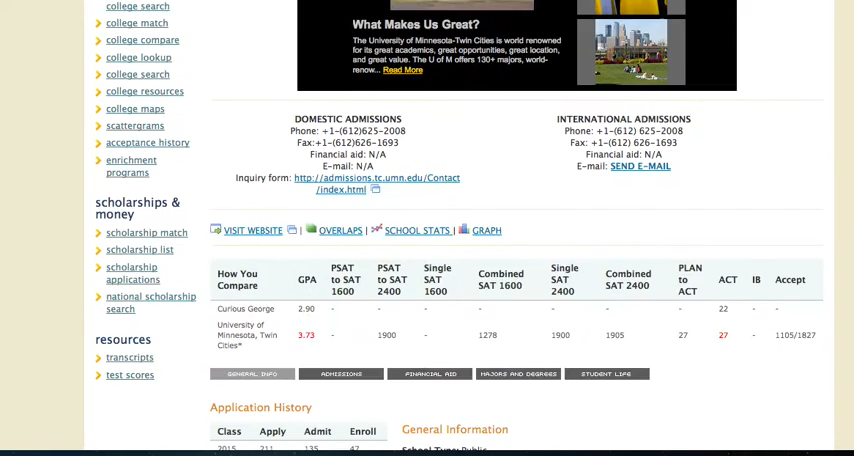 college search
college match
college compare
college lookup
college search
college resources
college maps
scattergrams
acceptance history
enrichment
programs
scholarships &
money
scholarship match
scholarship list
scholarship
applications
national scholarship
search
resources
transcripts
test scores
What Makes Us Great?
The University of Minnesota-Twin Cities is world renowned
for its great academics, great opportunities, great location,
and great value. The U of M offers 130+ majors, world-
renow... Read More
DOMESTIC ADMISSIONS
Phone: +1-(612)625-2008
Fax:+1-(612)626-1693
Financial aid: N/A
E-mail: N/A
Inquiry form: http://admissions.tc.umn.edu/Contact
/index.html
INTERNATIONAL ADMISSIONS
Phone: +1-(612) 625-2008
Fax: +1-(612) 626-1693
Financial aid: N/A
E-mail: SEND E-MAIL
VISIT WEBSITE | OVERLAPS | SCHOOL STATS | GRAPH
How You Compare GPA PSAT to SAT 1600 PSAT to SAT 2400 Single SAT 1600 Combined SAT 1600 Single SAT 2400 Combined SAT 2400 PLAN to ACT ACT IB Accept
Curious George 2.90 - - - - - - - 22 - -
University of Minnesota, Twin Cities* 3.73 - 1900 - 1278 1900 1905 27 27 - 1105/1827
GENERAL INFO ADMISSIONS FINANCIAL AID MAJORS AND DEGREES STUDENT LIFE
Application History
Class Apply Admit Enroll
2015 211 135 47
General Information
School Type: Public